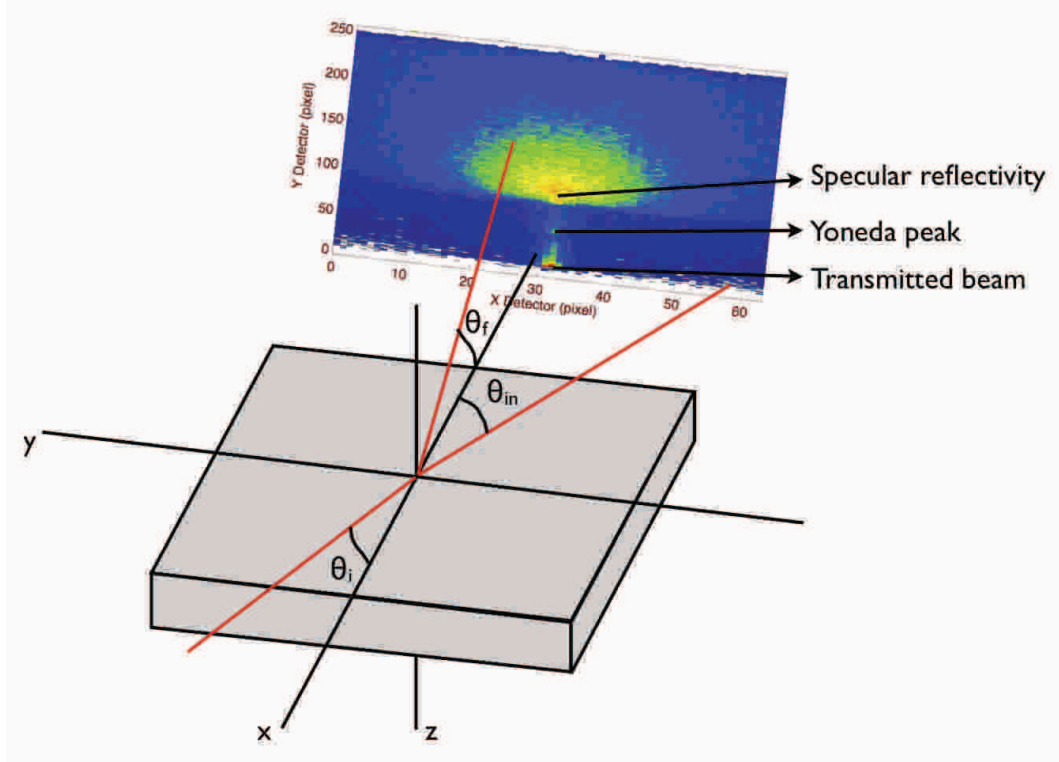 250
200
150
100
50
0
Y Detector (pixel)
0
10
20
30
40
50
60
X Detector (pixel)
Specular reflectivity
Yoneda peak
Transmitted beam
θf
θin
y
θi
x
z